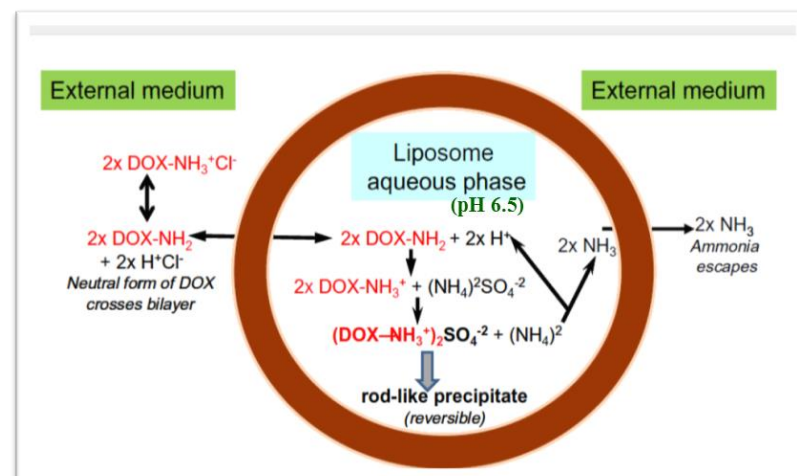 External medium
External medium
2x DOX-NH₃⁺Cl⁻
2x DOX-NH₂
+ 2x H⁺Cl⁻
Neutral form of DOX
crosses bilayer
Liposome
aqueous phase
(pH 6.5)
2x DOX-NH₂ + 2x H⁺
2x DOX-NH₃⁺ + (NH₄)²SO₄⁻²
(DOX–NH₃⁺)₂SO₄⁻² + (NH₄)²
rod-like precipitate
(reversible)
2x NH₃
2x NH₃
Ammonia
escapes